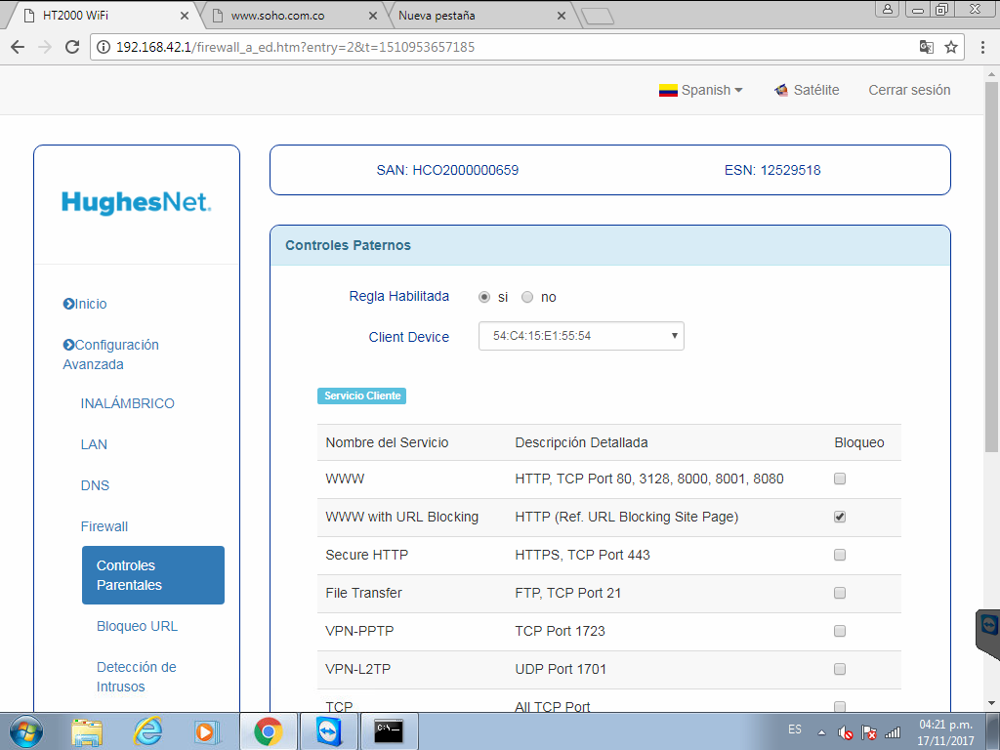 HT2000 WiFi
www.soho.com.co
Nueva pestaña
192.168.42.1/firewall_a_ed.htm?entry=2&t=1510953657185
Spanish Satélite Cerrar sesión
HughesNet.
SAN: HCO2000000659 ESN: 12529518
Controles Paternos
Inicio
Configuración
Avanzada
INALÁMBRICO
LAN
DNS
Firewall
Controles
Parentales
Bloqueo URL
Detección de
Intrusos
Regla Habilitada si no
Client Device 54:C4:15:E1:55:54
Servicio Cliente
Nombre del Servicio Descripción Detallada Bloqueo
WWW HTTP, TCP Port 80, 3128, 8000, 8001, 8080
WWW with URL Blocking HTTP (Ref. URL Blocking Site Page)
Secure HTTP HTTPS, TCP Port 443
File Transfer FTP, TCP Port 21
VPN-PPTP TCP Port 1723
VPN-L2TP UDP Port 1701
TCP All TCP Port
C:\
ES
04:21 p.m.
17/11/2017